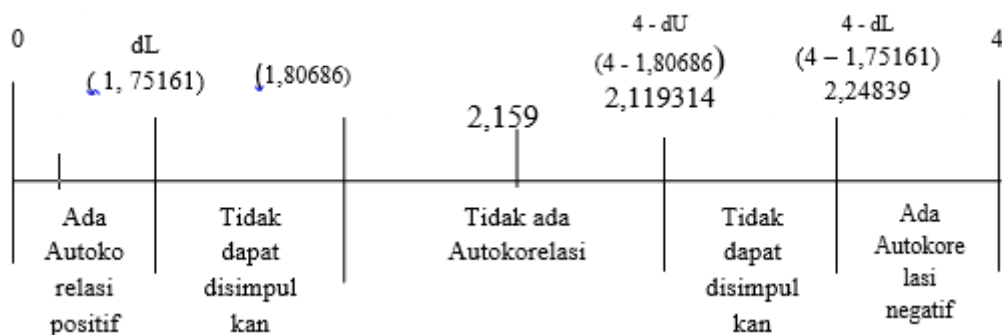 0
dL
( 1, 75161)
(1,80686)
2,159
4 - dU
(4 - 1,80686)
2,119314
4 - dL
(4 – 1,75161)
2,24839
4
Ada
Autoko
relasi
positif
Tidak
dapat
disimpul
kan
Tidak ada
Autokorelasi
Tidak
dapat
disimpul
kan
Ada
Autokore
lasi
negatif